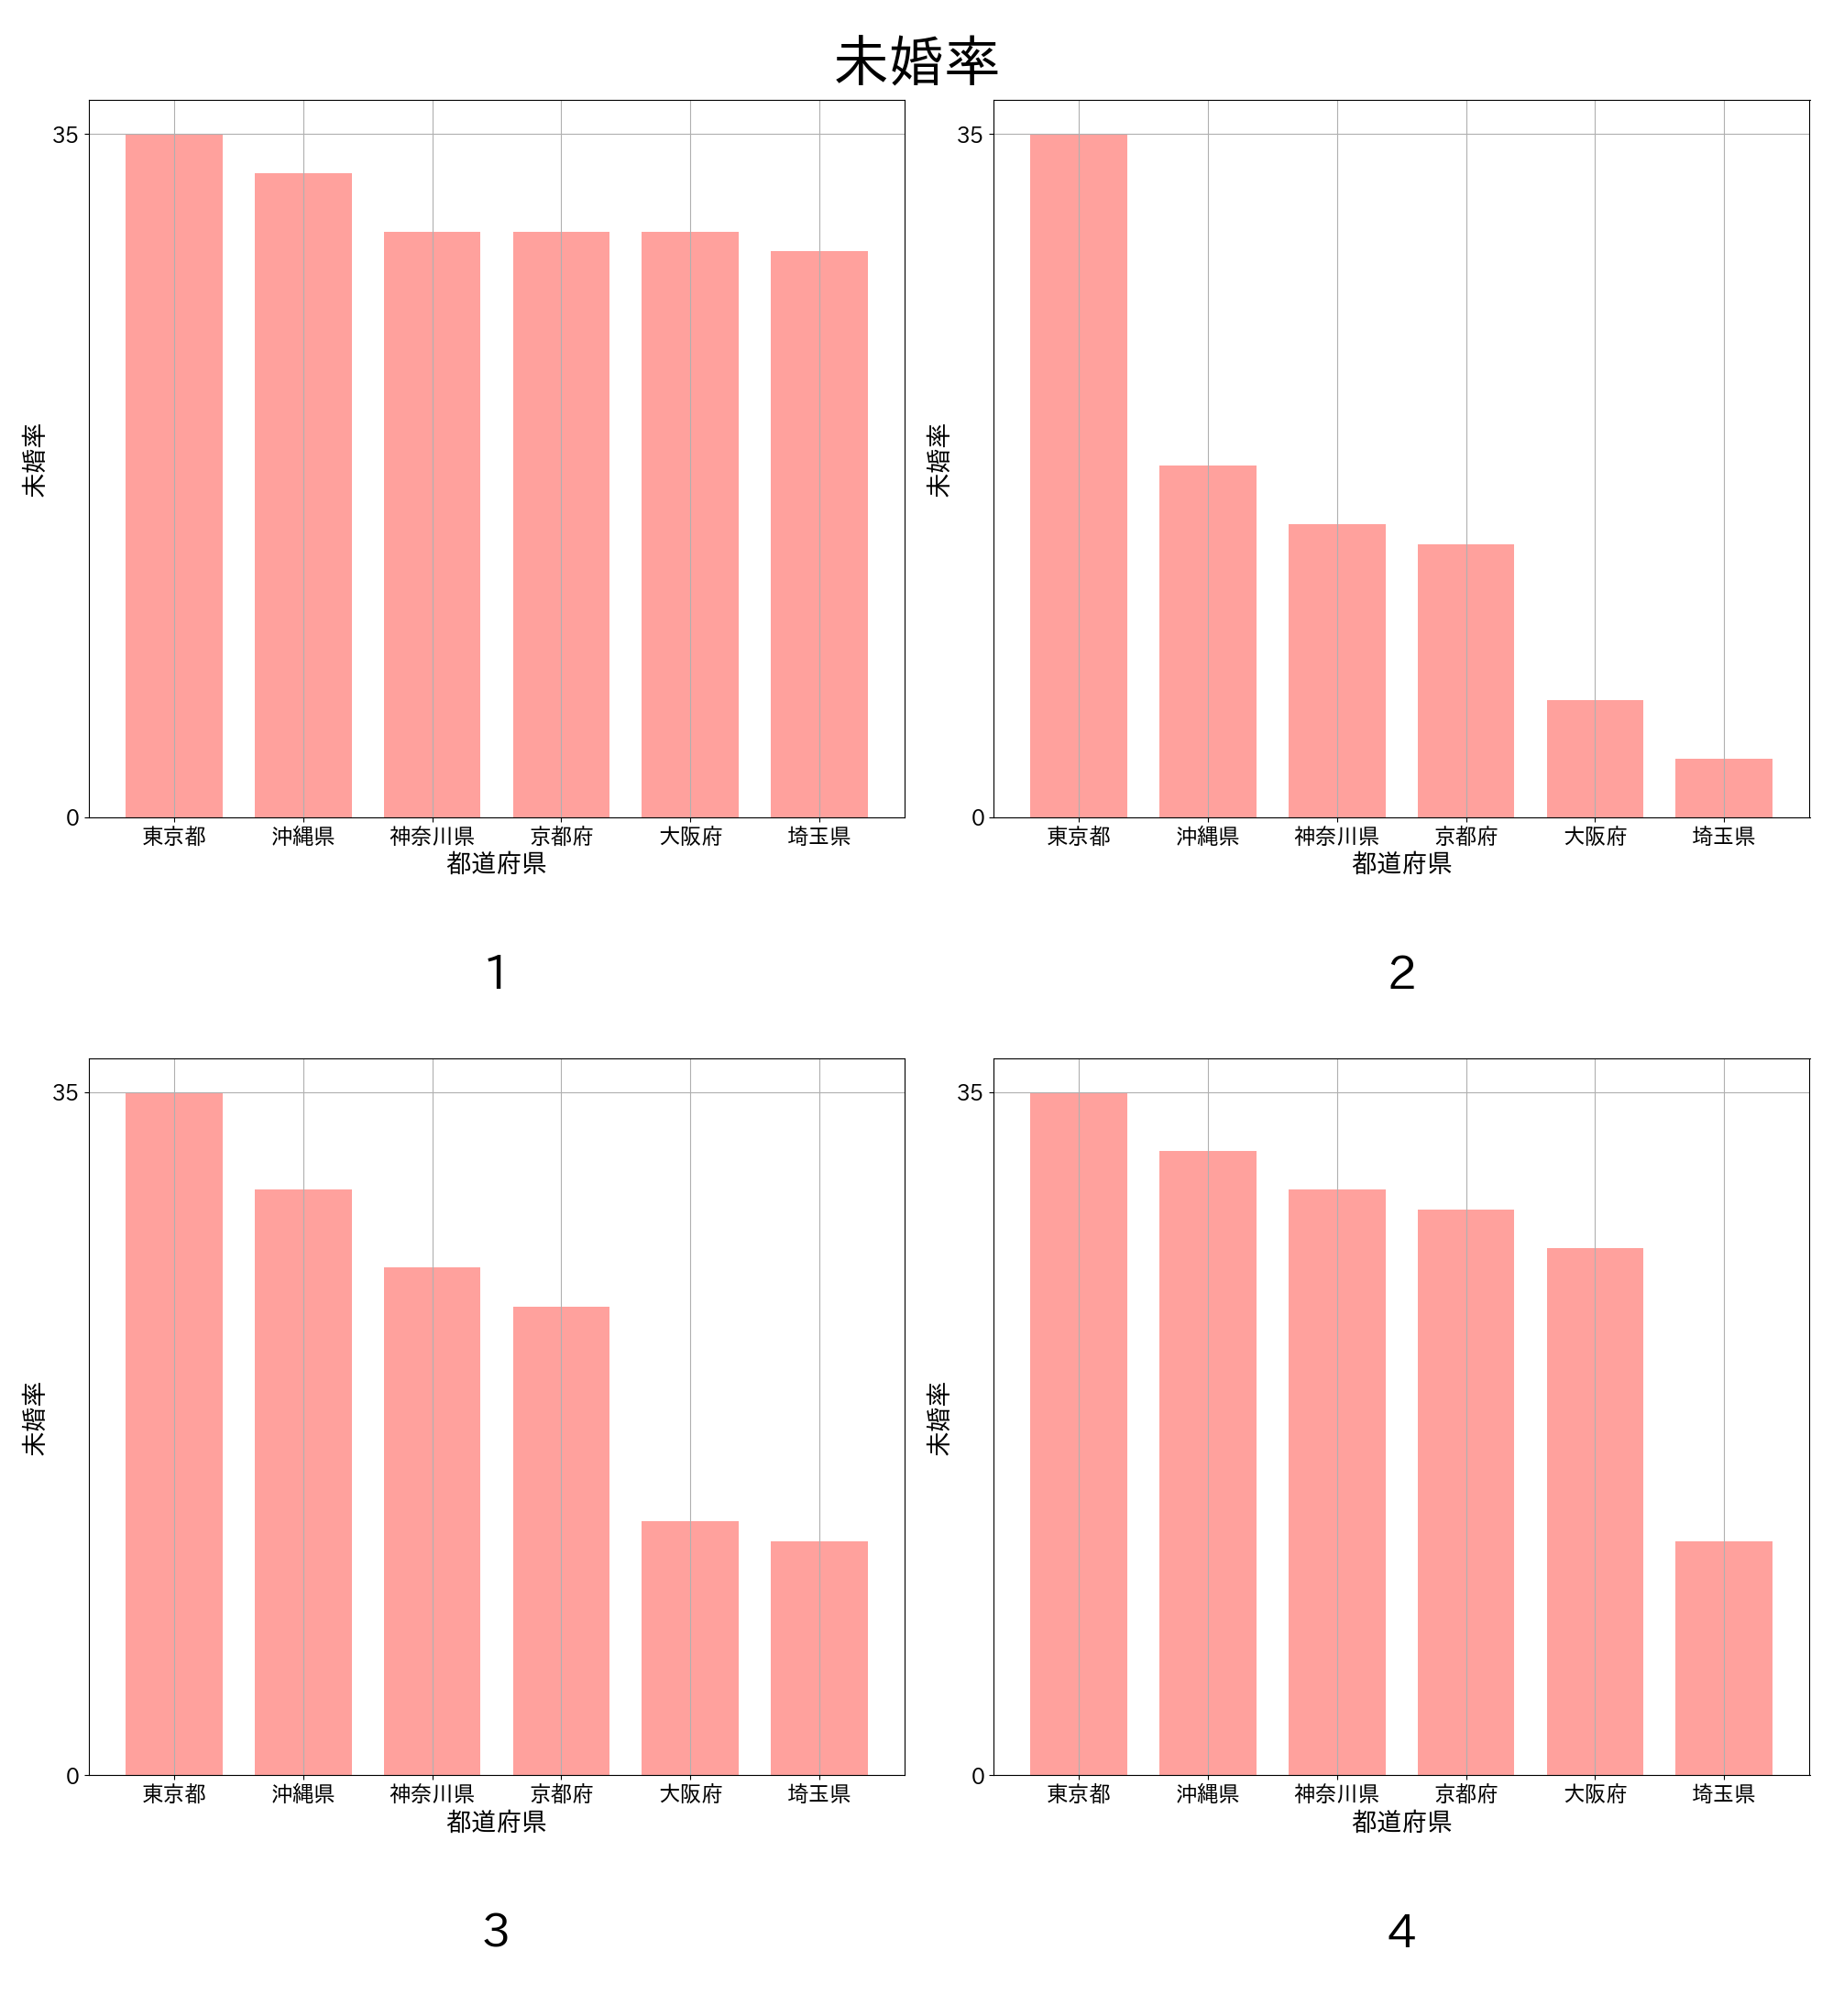 未婚率
35
0
未婚率
東京都 沖縄県 神奈川県 京都府 大阪府 埼玉県
都道府県
1
35
0
未婚率
東京都 沖縄県 神奈川県 京都府 大阪府 埼玉県
都道府県
2
35
0
未婚率
東京都 沖縄県 神奈川県 京都府 大阪府 埼玉県
都道府県
3
35
0
未婚率
東京都 沖縄県 神奈川県 京都府 大阪府 埼玉県
都道府県
4